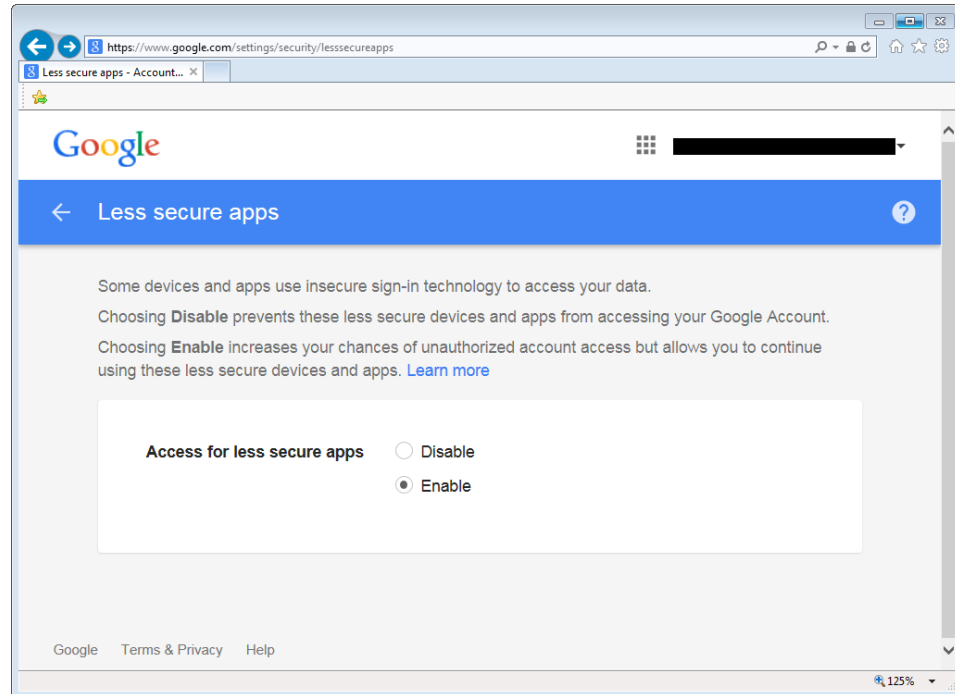 https://www.google.com/settings/security/lesssecureapps
Less secure apps - Account...
Google
Less secure apps
?
Some devices and apps use insecure sign-in technology to access your data.
Choosing Disable prevents these less secure devices and apps from accessing your Google Account.
Choosing Enable increases your chances of unauthorized account access but allows you to continue
using these less secure devices and apps. Learn more
Access for less secure apps
Disable
Enable
Google Terms & Privacy Help
125%